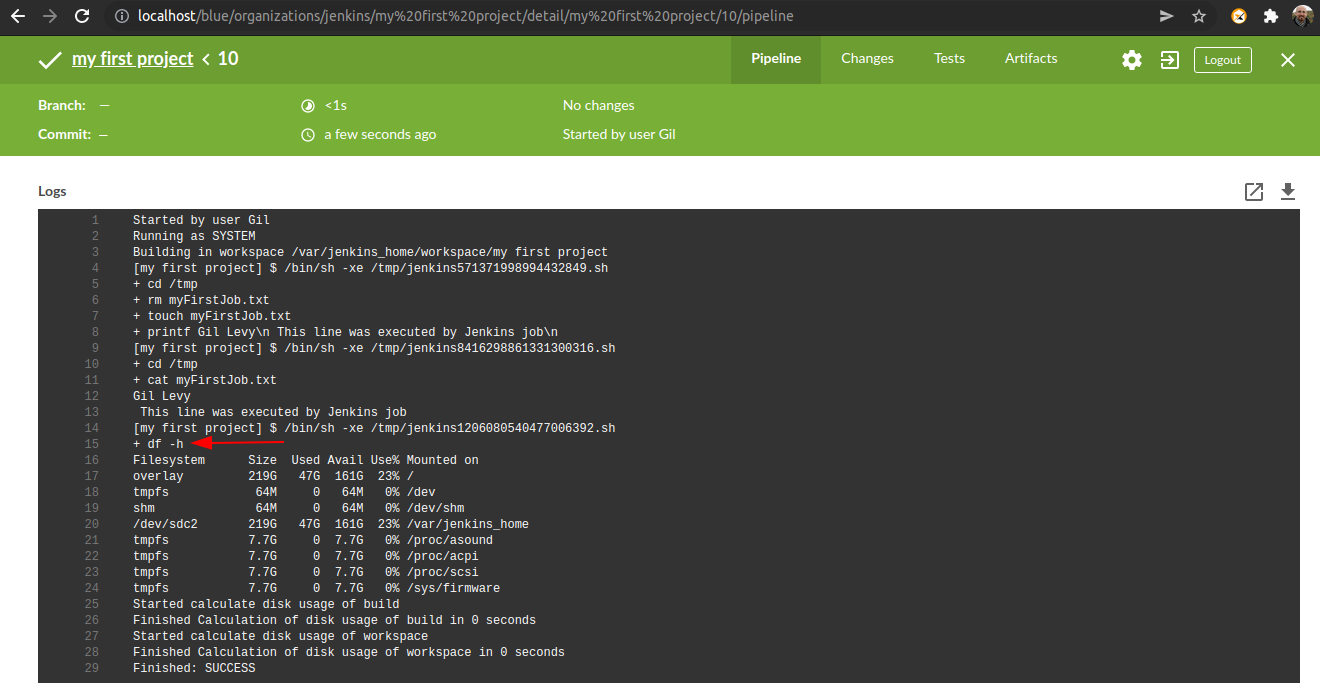 localhost/blue/organizations/jenkins/my%20first%20project/detail/my%20first%20project/10/pipeline
my first project < 10 Pipeline Changes Tests Artifacts Logout
Branch: — <1s No changes
Commit: — a few seconds ago Started by user Gil
Logs
1 Started by user Gil
2 Running as SYSTEM
3 Building in workspace /var/jenkins_home/workspace/my first project
4 [my first project] $ /bin/sh -xe /tmp/jenkins571371998994432849.sh
5 + cd /tmp
6 + rm myFirstJob.txt
7 + touch myFirstJob.txt
8 + printf Gil Levy\n This line was executed by Jenkins job\n
9 [my first project] $ /bin/sh -xe /tmp/jenkins8416298861331300316.sh
10 + cd /tmp
11 + cat myFirstJob.txt
12 Gil Levy
13 This line was executed by Jenkins job
14 [my first project] $ /bin/sh -xe /tmp/jenkins1206080540477006392.sh
15 + df -h
16 Filesystem Size Used Avail Use% Mounted on
17 overlay 219G 47G 161G 23% /
18 tmpfs 64M 0 64M 0% /dev
19 shm 64M 0 64M 0% /dev/shm
20 /dev/sdc2 219G 47G 161G 23% /var/jenkins_home
21 tmpfs 7.7G 0 7.7G 0% /proc/asound
22 tmpfs 7.7G 0 7.7G 0% /proc/acpi
23 tmpfs 7.7G 0 7.7G 0% /proc/scsi
24 tmpfs 7.7G 0 7.7G 0% /sys/firmware
25 Started calculate disk usage of build
26 Finished Calculation of disk usage of build in 0 seconds
27 Started calculate disk usage of workspace
28 Finished Calculation of disk usage of workspace in 0 seconds
29 Finished: SUCCESS